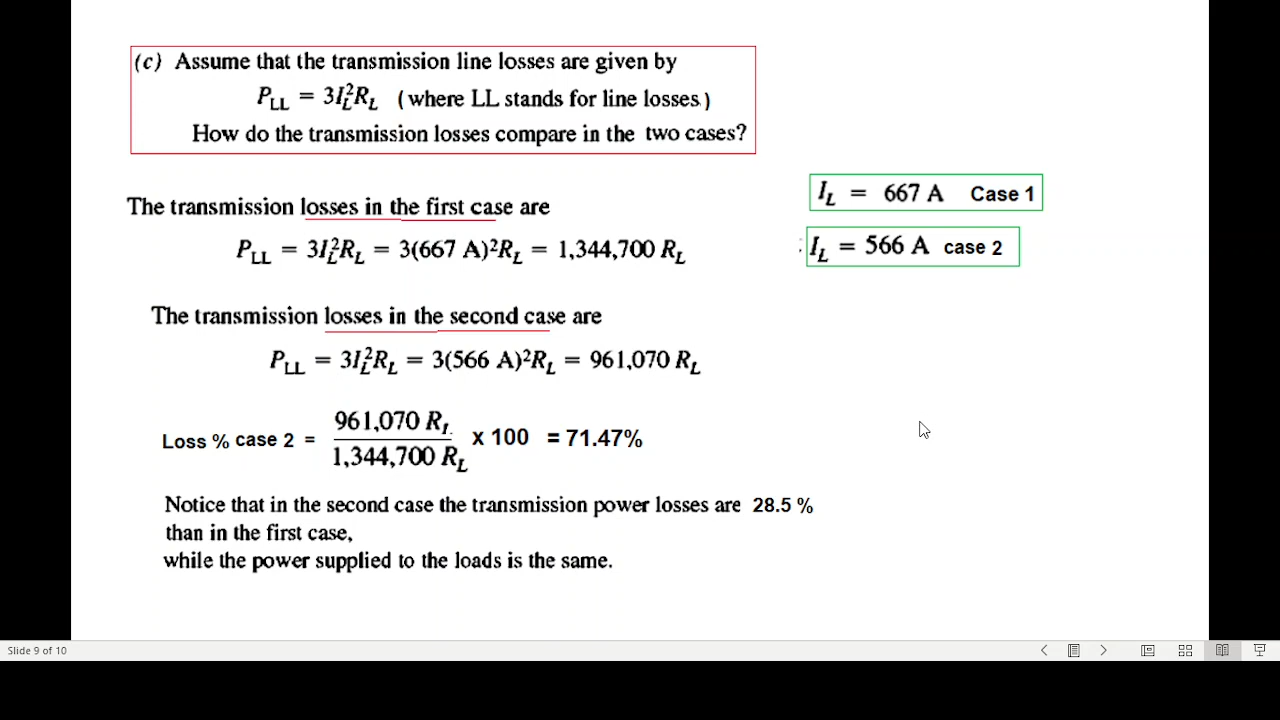 (c) Assume that the transmission line losses are given by
P_LL = 3I_L²R_L (where LL stands for line losses.)
How do the transmission losses compare in the two cases?
The transmission losses in the first case are
I_L = 667 A Case 1
P_LL = 3I_L²R_L = 3(667 A)²R_L = 1,344,700 R_L
: I_L = 566 A case 2
The transmission losses in the second case are
P_LL = 3I_L²R_L = 3(566 A)²R_L = 961,070 R_L
Loss % case 2 = 961,070 R_L / 1,344,700 R_L x 100 = 71.47%
Notice that in the second case the transmission power losses are 28.5 %
than in the first case,
while the power supplied to the loads is the same.
Slide 9 of 10